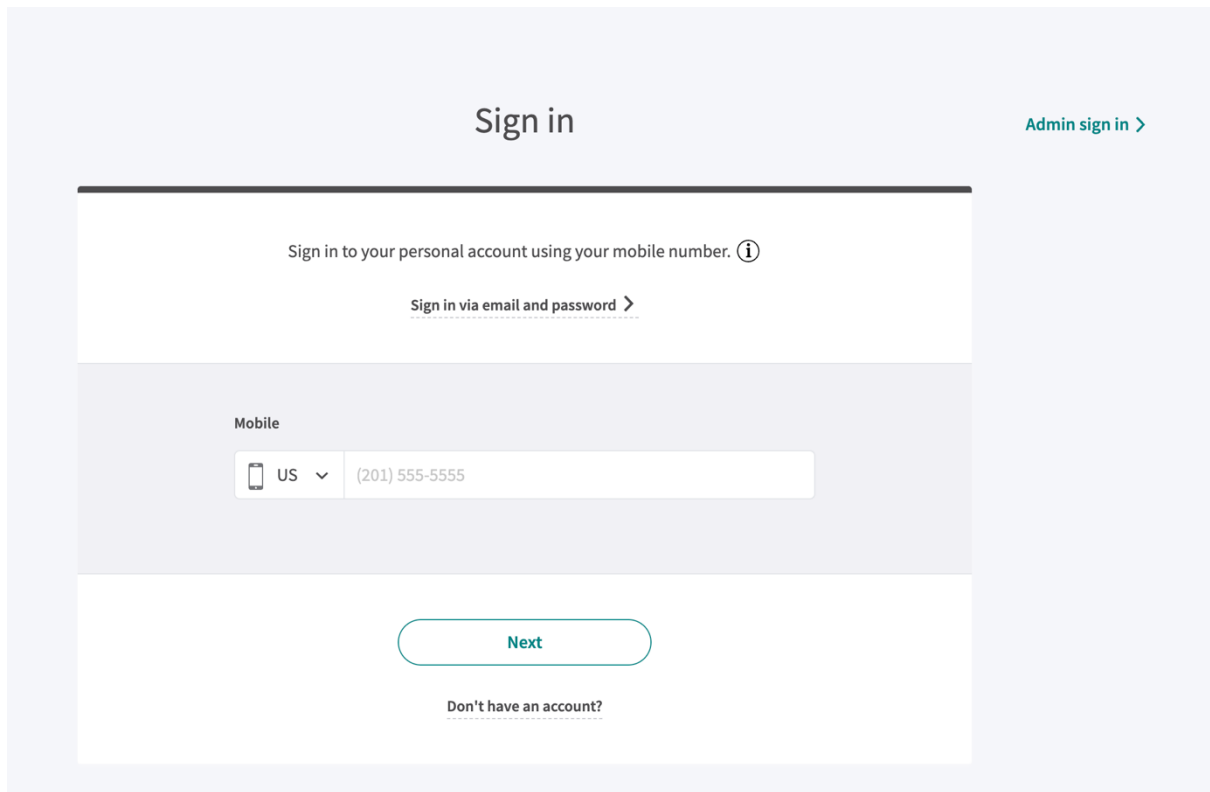 Sign in
Admin sign in
Sign in to your personal account using your mobile number.
Sign in via email and password
Mobile
US
(201) 555-5555
Next
Don't have an account?